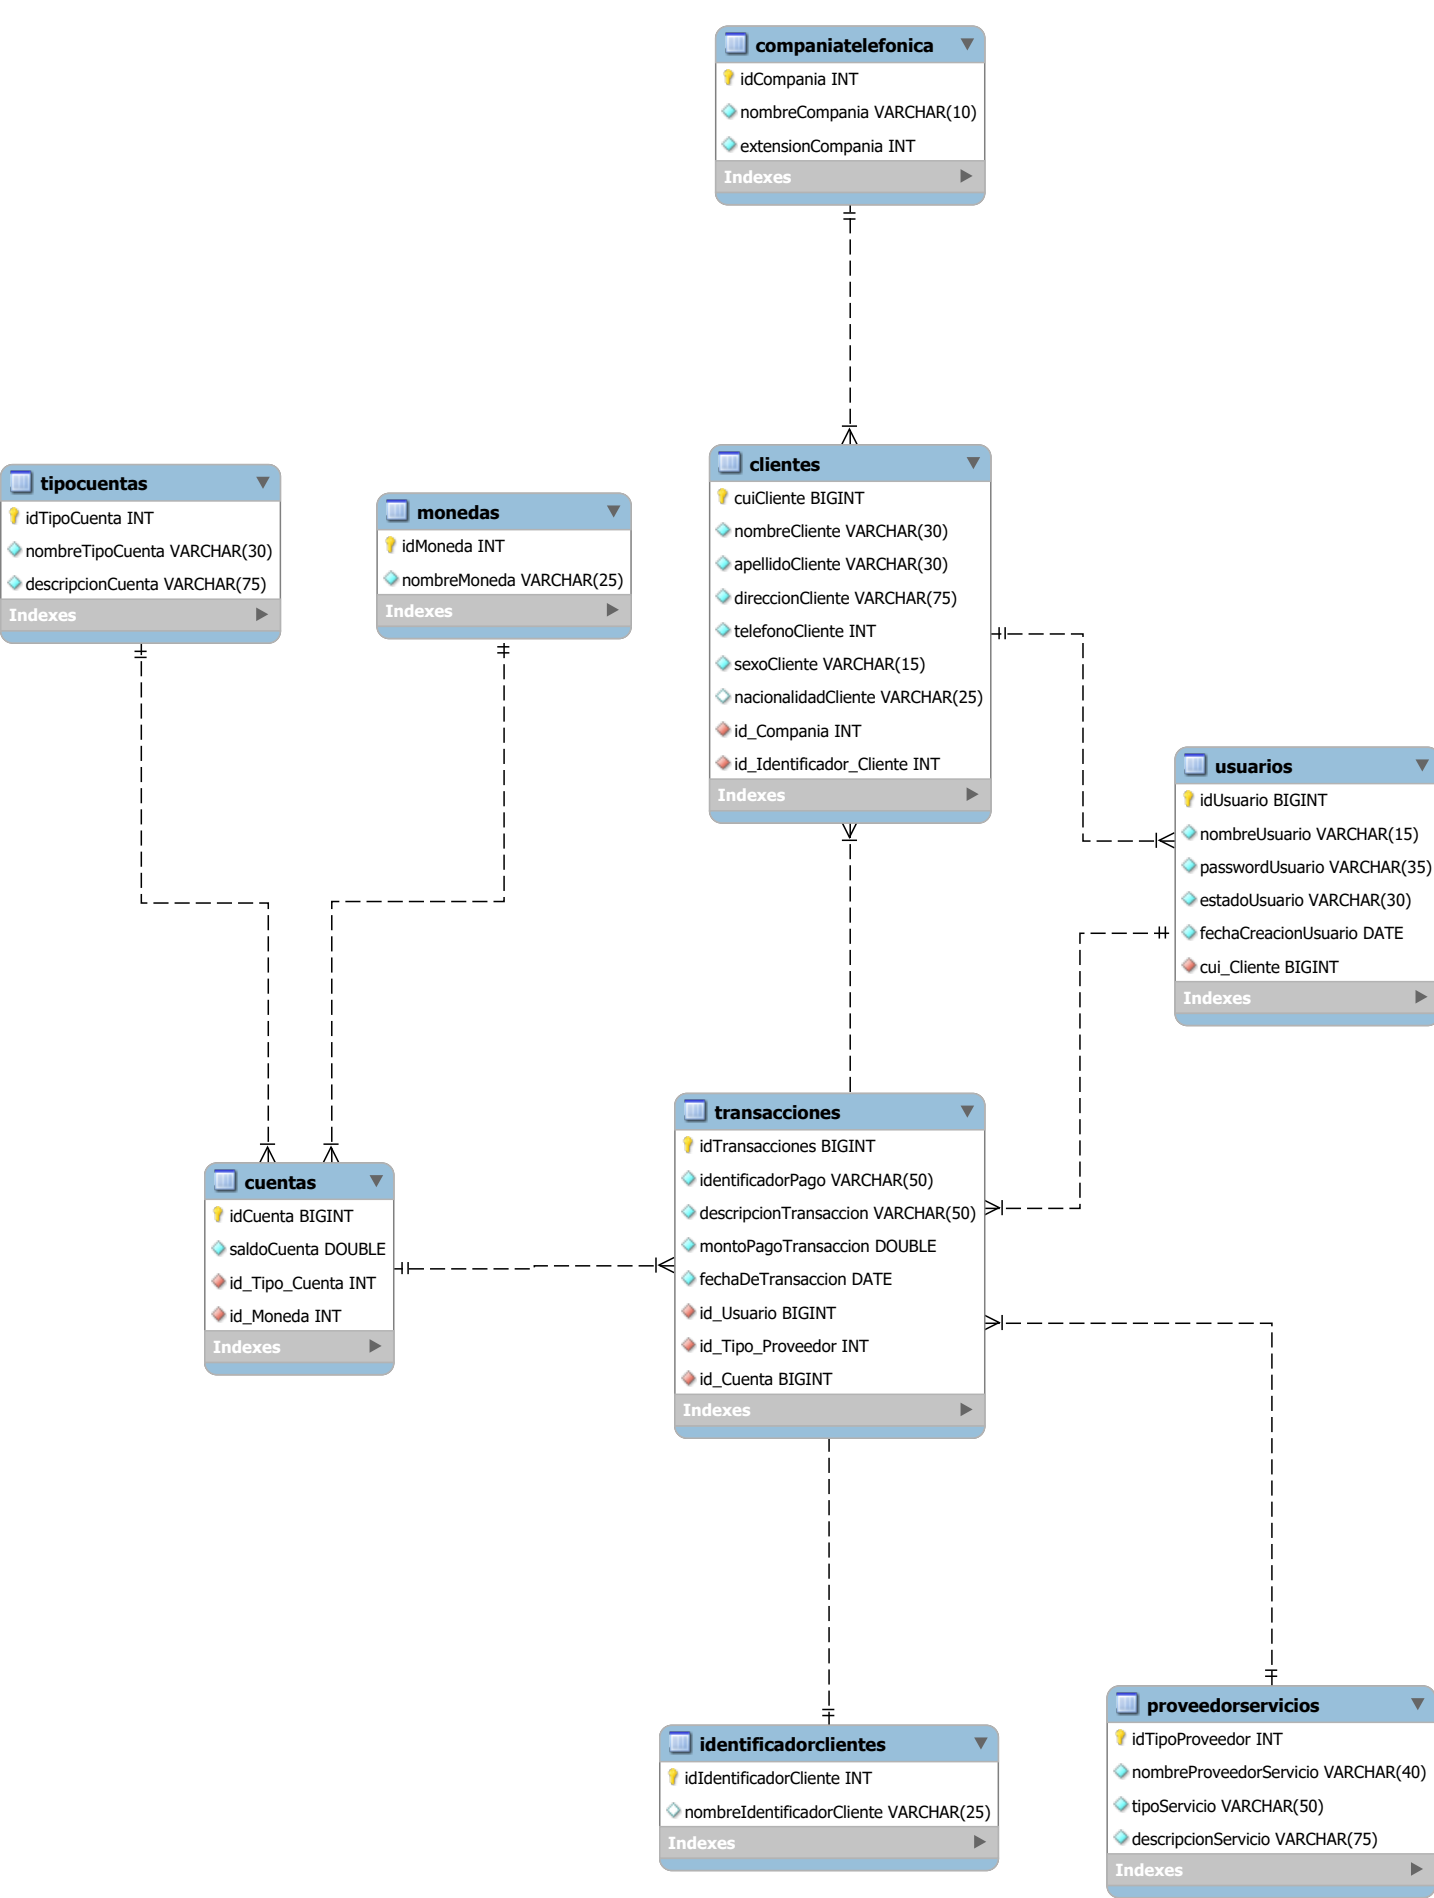 companiatelefonica
idCompania INT
nombreCompania VARCHAR(10)
extensionCompania INT
Indexes
tipocuentas
idTipoCuenta INT
nombreTipoCuenta VARCHAR(30)
descripcionCuenta VARCHAR(75)
Indexes
monedas
idMoneda INT
nombreMoneda VARCHAR(25)
Indexes
clientes
cuiCliente BIGINT
nombreCliente VARCHAR(30)
apellidoCliente VARCHAR(30)
direccionCliente VARCHAR(75)
telefonoCliente INT
sexoCliente VARCHAR(15)
nacionalidadCliente VARCHAR(25)
id_Compania INT
id_Identificador_Cliente INT
Indexes
usuarios
idUsuario BIGINT
nombreUsuario VARCHAR(15)
passwordUsuario VARCHAR(35)
estadoUsuario VARCHAR(30)
fechaCreacionUsuario DATE
cui_Cliente BIGINT
Indexes
cuentas
idCuenta BIGINT
saldoCuenta DOUBLE
id_Tipo_Cuenta INT
id_Moneda INT
Indexes
transacciones
idTransacciones BIGINT
identificadorPago VARCHAR(50)
descripcionTransaccion VARCHAR(50)
montoPagoTransaccion DOUBLE
fechaDeTransaccion DATE
id_Usuario BIGINT
id_Tipo_Proveedor INT
id_Cuenta BIGINT
Indexes
identificadorclientes
idIdentificadorCliente INT
nombreIdentificadorCliente VARCHAR(25)
Indexes
proveedorservicios
idTipoProveedor INT
nombreProveedorServicio VARCHAR(40)
tipoServicio VARCHAR(50)
descripcionServicio VARCHAR(75)
Indexes